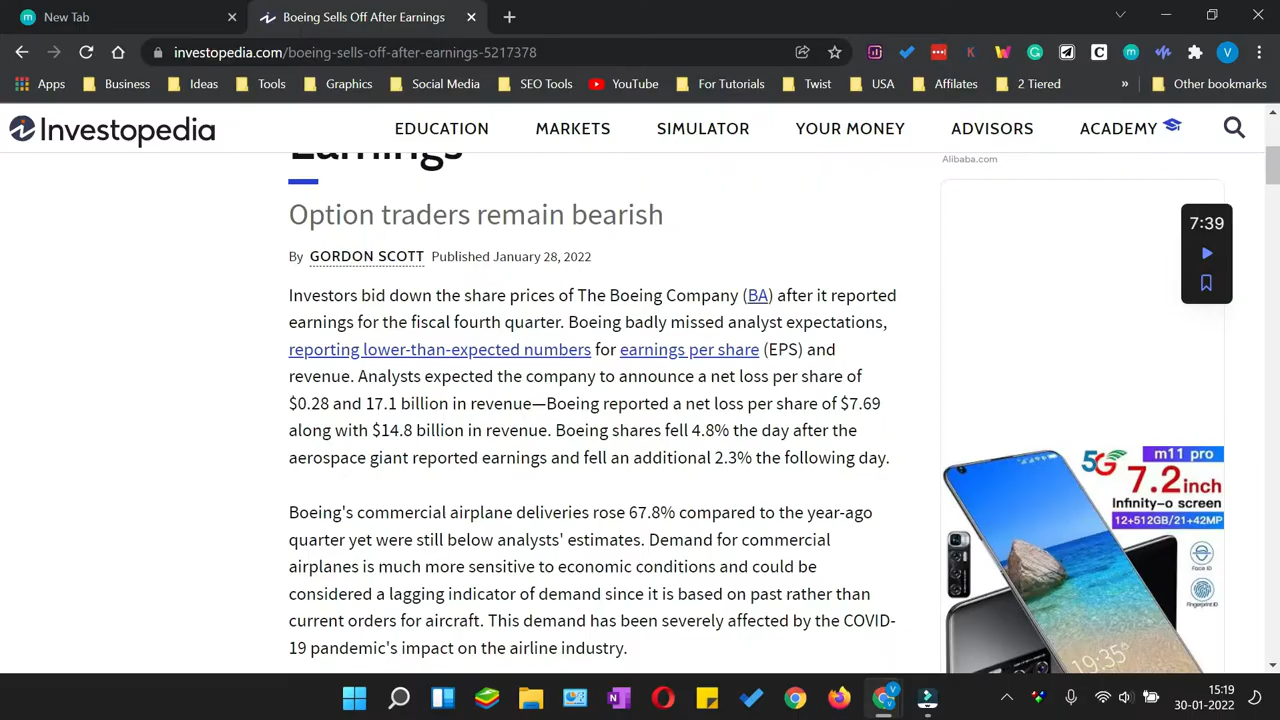 New Tab
Boeing Sells Off After Earnings
investopedia.com/boeing-sells-off-after-earnings-5217378
Apps
Business
Ideas
Tools
Graphics
Social Media
SEO Tools
YouTube
For Tutorials
Twist
USA
Affilates
2 Tiered
»
Other bookmarks
Investopedia
EDUCATION
MARKETS
SIMULATOR
YOUR MONEY
ADVISORS
ACADEMY
Earnings
Alibaba.com
Option traders remain bearish
7:39
By GORDON SCOTT Published January 28, 2022
Investors bid down the share prices of The Boeing Company (BA) after it reported
earnings for the fiscal fourth quarter. Boeing badly missed analyst expectations,
reporting lower-than-expected numbers for earnings per share (EPS) and
revenue. Analysts expected the company to announce a net loss per share of
$0.28 and 17.1 billion in revenue—Boeing reported a net loss per share of $7.69
along with $14.8 billion in revenue. Boeing shares fell 4.8% the day after the
aerospace giant reported earnings and fell an additional 2.3% the following day.
Boeing's commercial airplane deliveries rose 67.8% compared to the year-ago
quarter yet were still below analysts' estimates. Demand for commercial
airplanes is much more sensitive to economic conditions and could be
considered a lagging indicator of demand since it is based on past rather than
current orders for aircraft. This demand has been severely affected by the COVID-
19 pandemic's impact on the airline industry.
5G
m11 pro
7.2inch
Infinity-o screen
12+512GB/21+42MP
Face ID
Fingerprint ID
19:35
15:19
30-01-2022